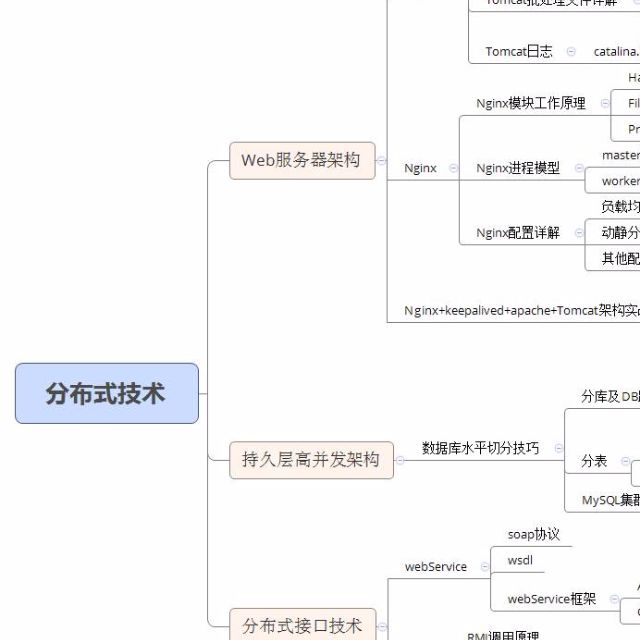 Tomcat批处理文件详解
Tomcat日志
catalina.
Nginx模块工作原理
Ha
Fil
Pr
Web服务器架构
Nginx
Nginx进程模型
master
worker
Nginx配置详解
负载均
动静分
其他配
Nginx+keepalived+apache+Tomcat架构实
分布式技术
持久层高并发架构
数据库水平切分技巧
分库及DB
分表
MySQL集群
分布式接口技术
webService
soap协议
wsdl
webService框架
RMI调用原理